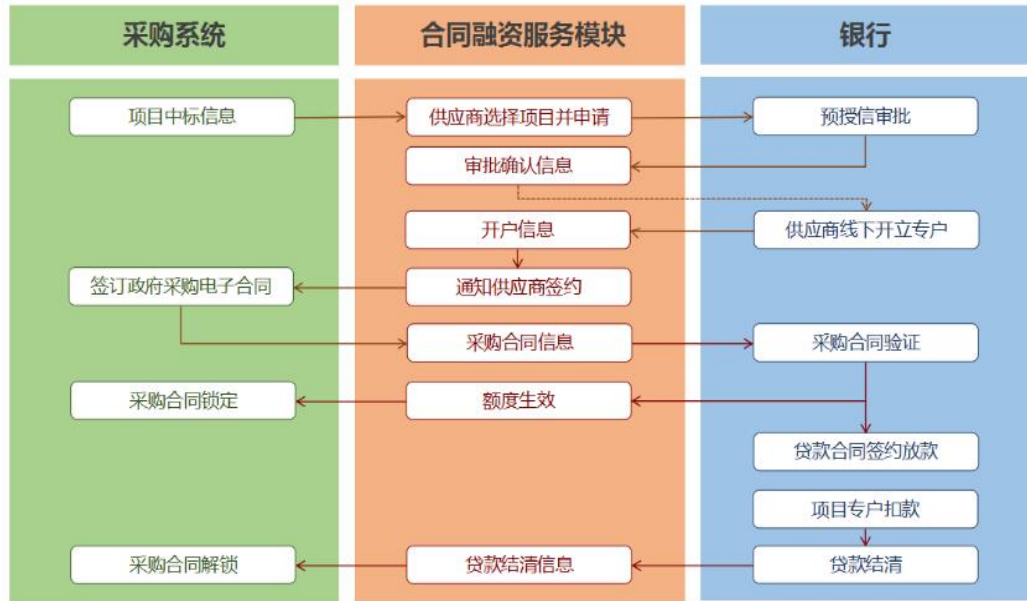 采购系统
合同融资服务模块
银行
项目中标信息
供应商选择项目并申请
预授信审批
审批确认信息
开户信息
供应商线下开立专户
签订政府采购电子合同
通知供应商签约
采购合同信息
采购合同验证
采购合同锁定
额度生效
贷款合同签约放款
项目专户扣款
采购合同解锁
贷款结清信息
贷款结清